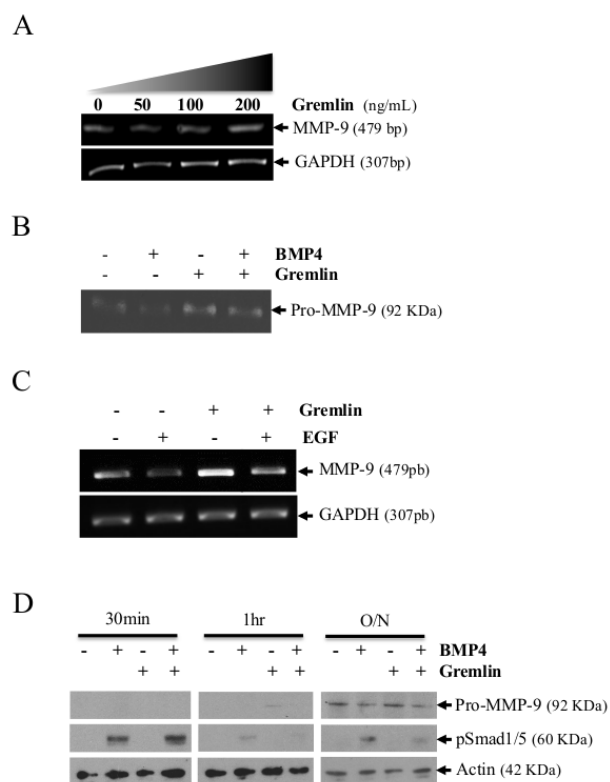 A
0 50 100 200 Gremlin (ng/mL)
MMP-9 (479 bp)
GAPDH (307bp)
B
- + - + BMP4
- - + + Gremlin
Pro-MMP-9 (92 KDa)
C
- - + + Gremlin
- + - + EGF
MMP-9 (479pb)
GAPDH (307pb)
D
30min 1hr O/N
- + - + - + - + - + - + BMP4
+ + + + + + Gremlin
Pro-MMP-9 (92 KDa)
pSmad1/5 (60 KDa)
Actin (42 KDa)